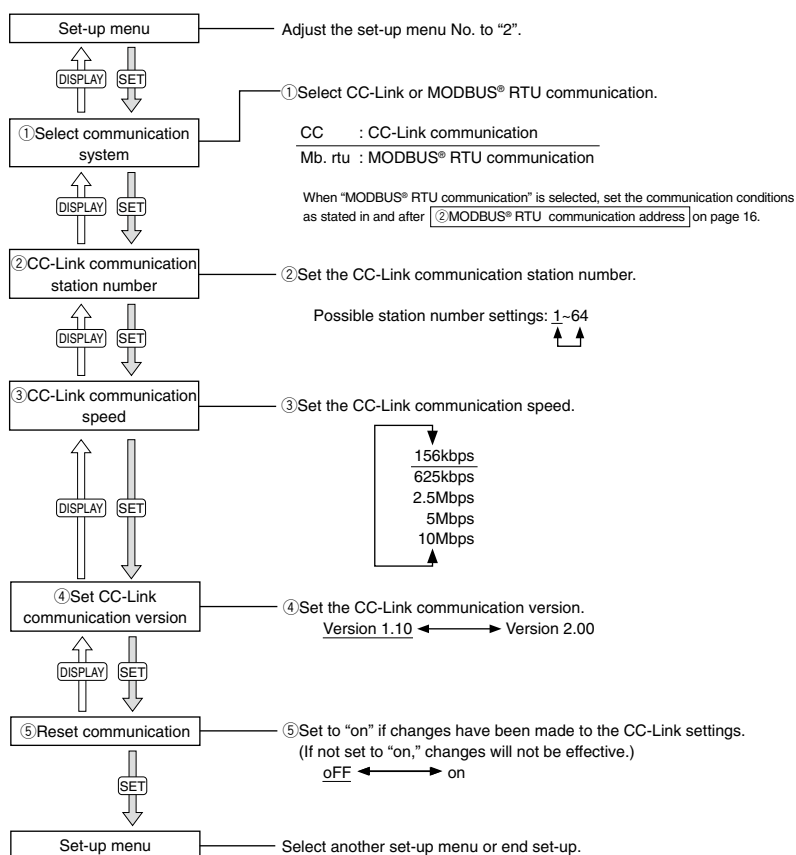 Set-up menu
Adjust the set-up menu No. to “2”.
DISPLAY SET
①Select CC-Link or MODBUS® RTU communication.
①Select communication
system
CC : CC-Link communication
Mb. rtu : MODBUS® RTU communication
When “MODBUS® RTU communication” is selected, set the communication conditions
as stated in and after ②MODBUS® RTU communication address on page 16.
DISPLAY SET
②CC-Link communication
station number
②Set the CC-Link communication station number.
Possible station number settings: 1~64
DISPLAY SET
③CC-Link communication
speed
③Set the CC-Link communication speed.
156kbps
625kbps
2.5Mbps
5Mbps
10Mbps
DISPLAY SET
④Set CC-Link
communication version
④Set the CC-Link communication version.
Version 1.10 Version 2.00
DISPLAY SET
⑤Reset communication
⑤Set to “on” if changes have been made to the CC-Link settings.
(If not set to “on,” changes will not be effective.)
oFF on
SET
Set-up menu
Select another set-up menu or end set-up.